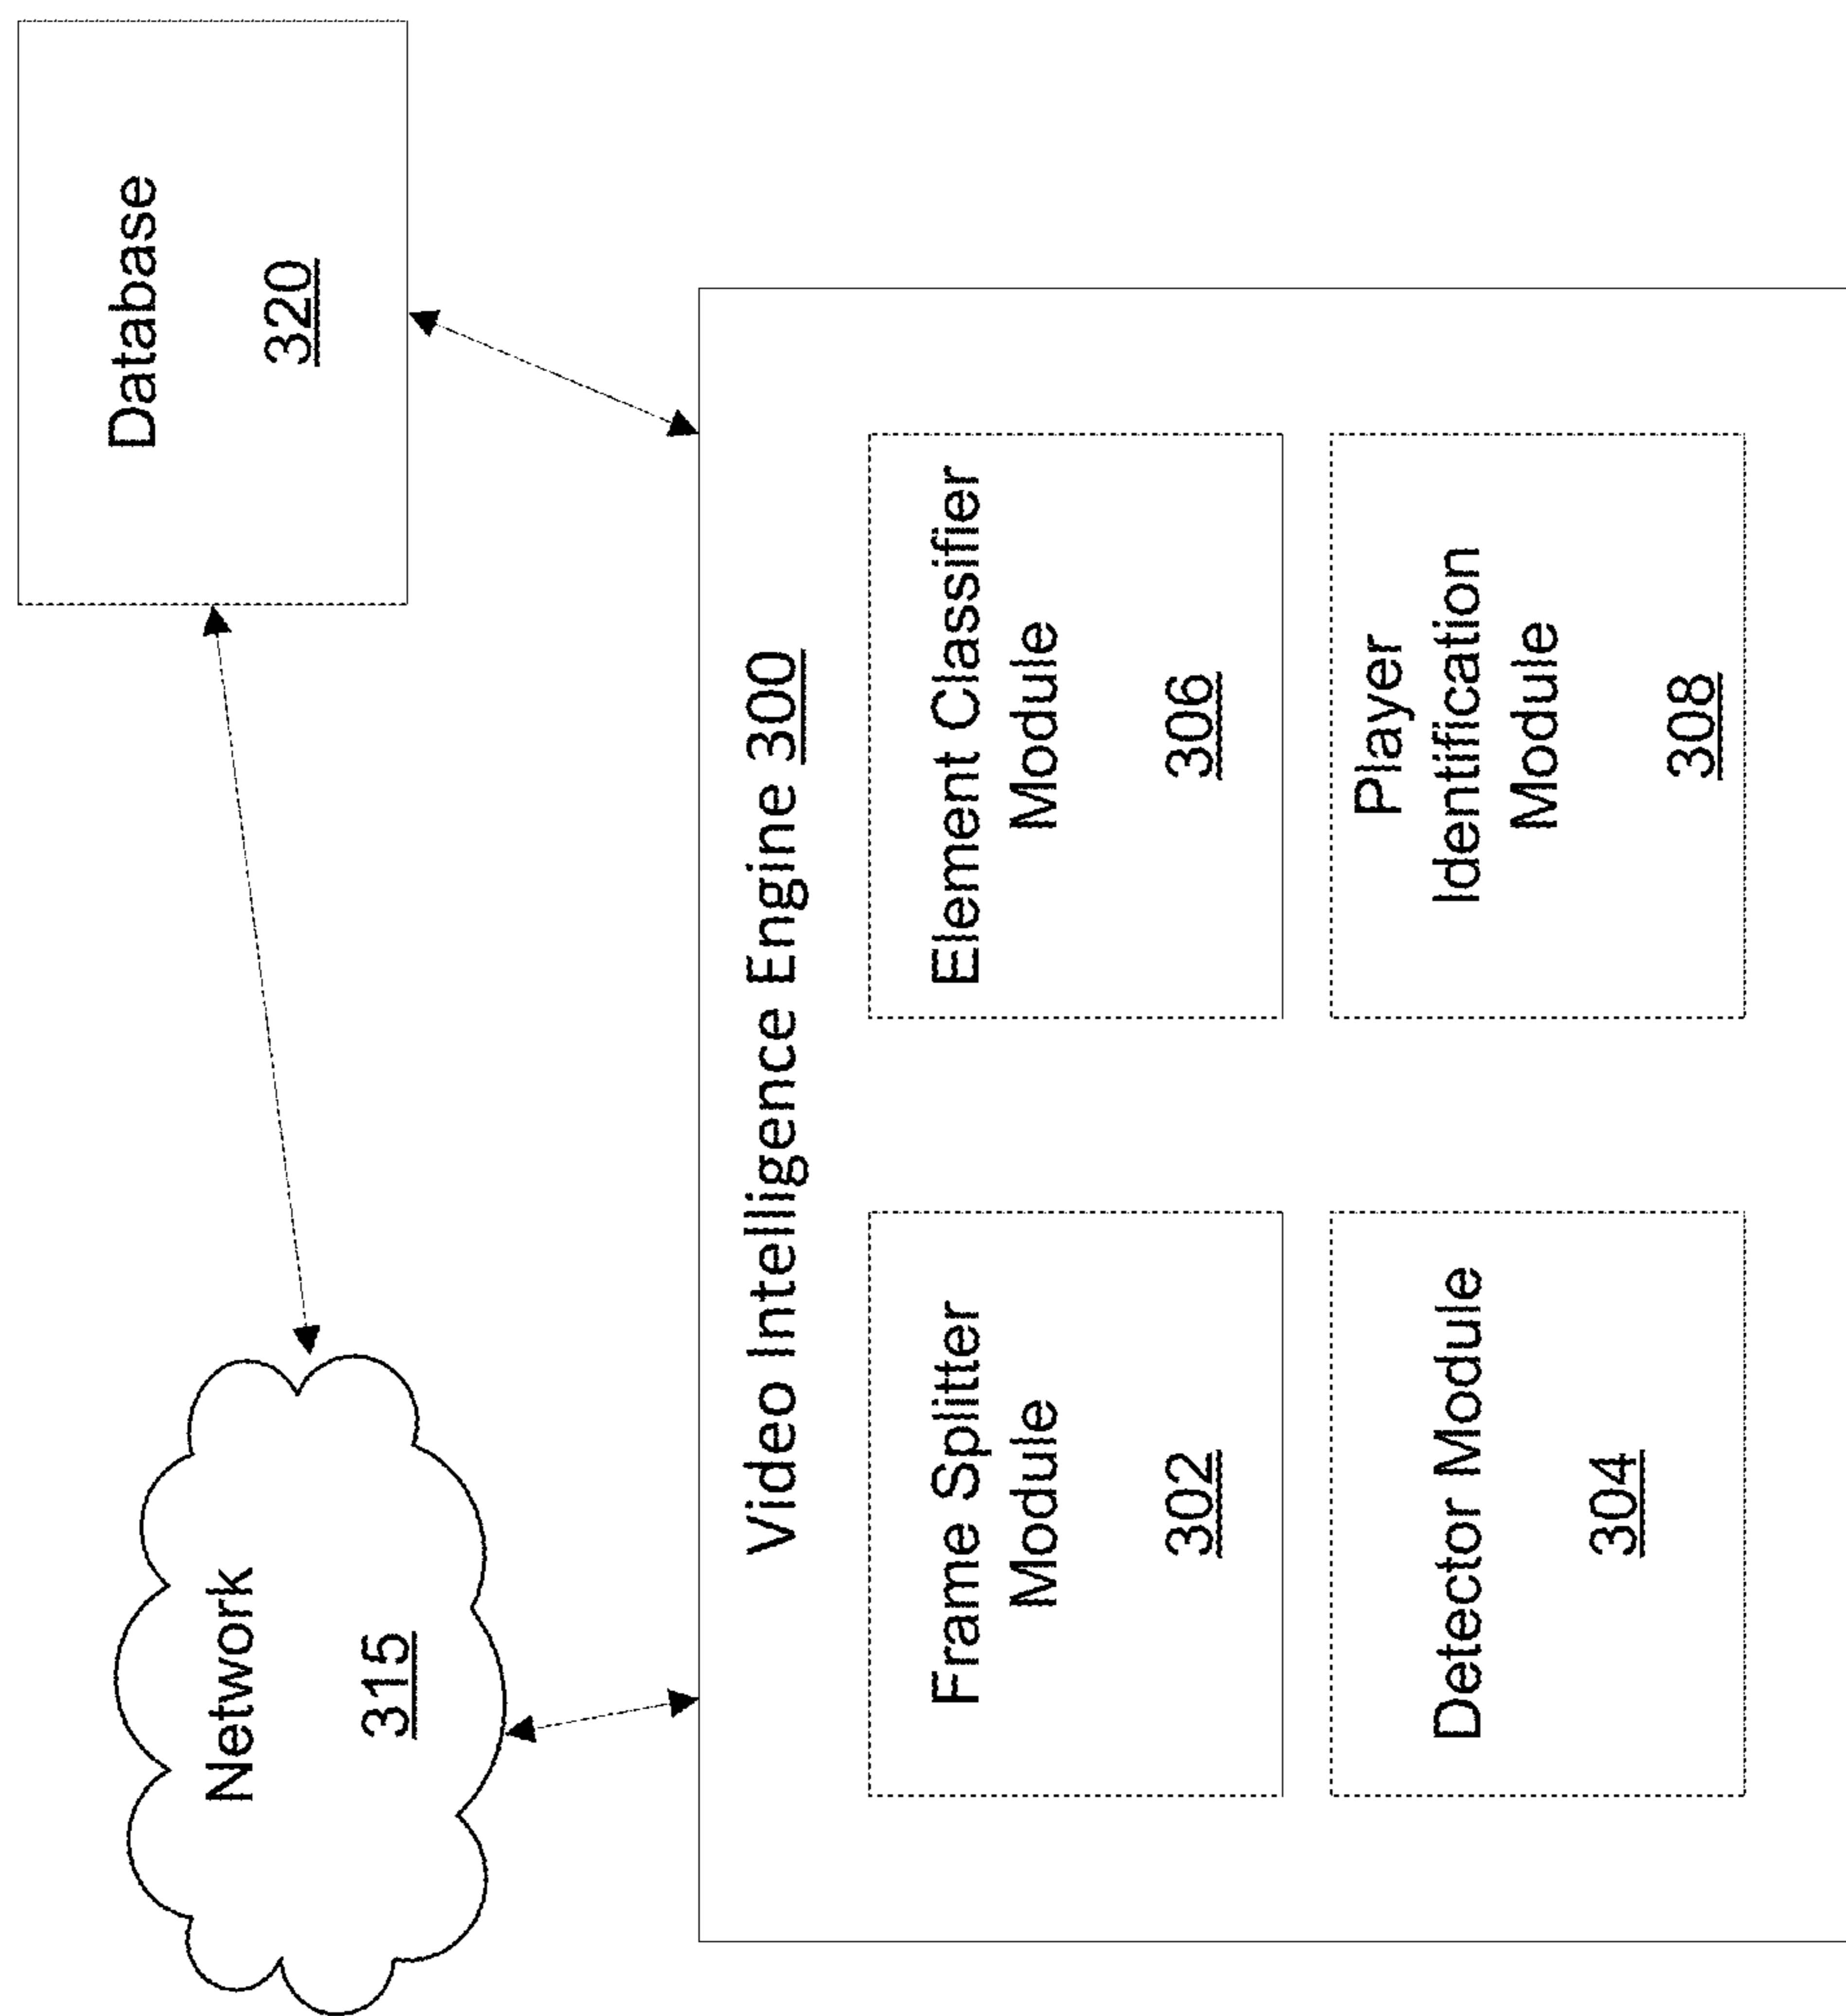 Network
315
Database
320
Video Intelligence Engine 300
Frame Splitter
Module
302
Element Classifier
Module
306
Detector Module
304
Player
Identification
Module
308